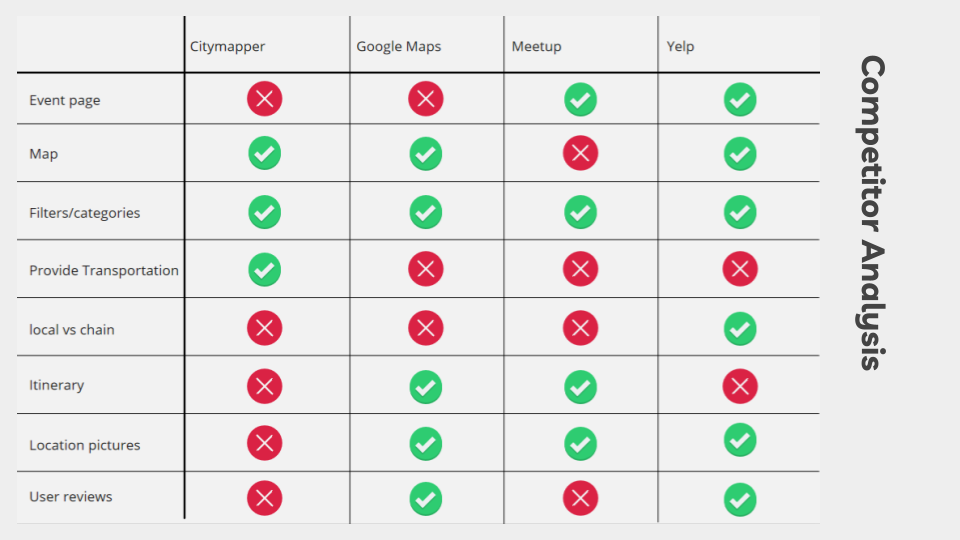 Citymapper Google Maps Meetup Yelp
Event page
Map
Filters/categories
Provide Transportation
local vs chain
Itinerary
Location pictures
User reviews
Competitor Analysis